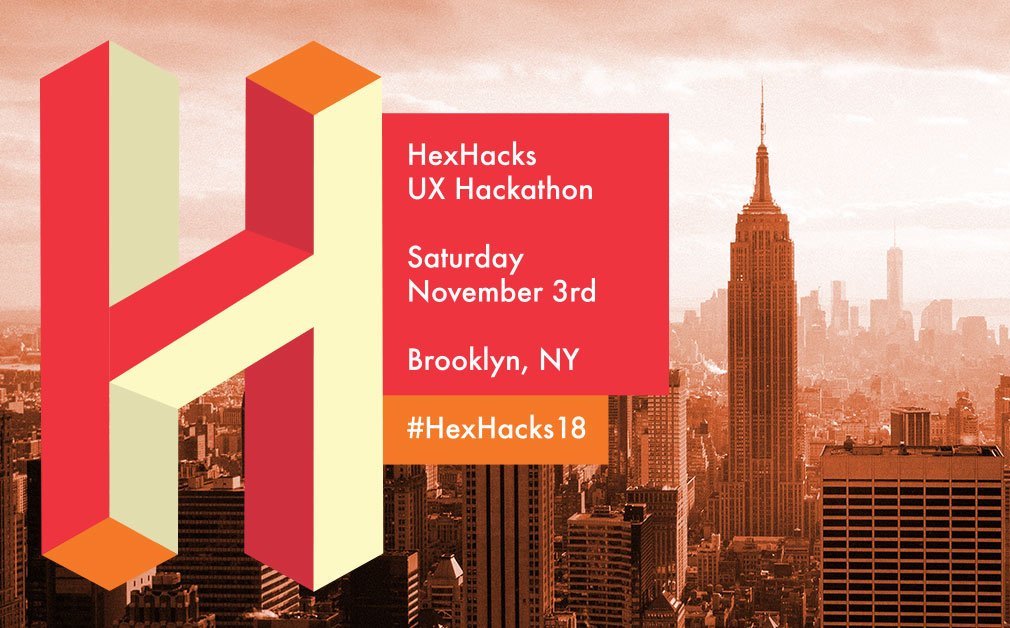 HexHacks
UX Hackathon
Saturday
November 3rd
Brooklyn, NY
#HexHacks18